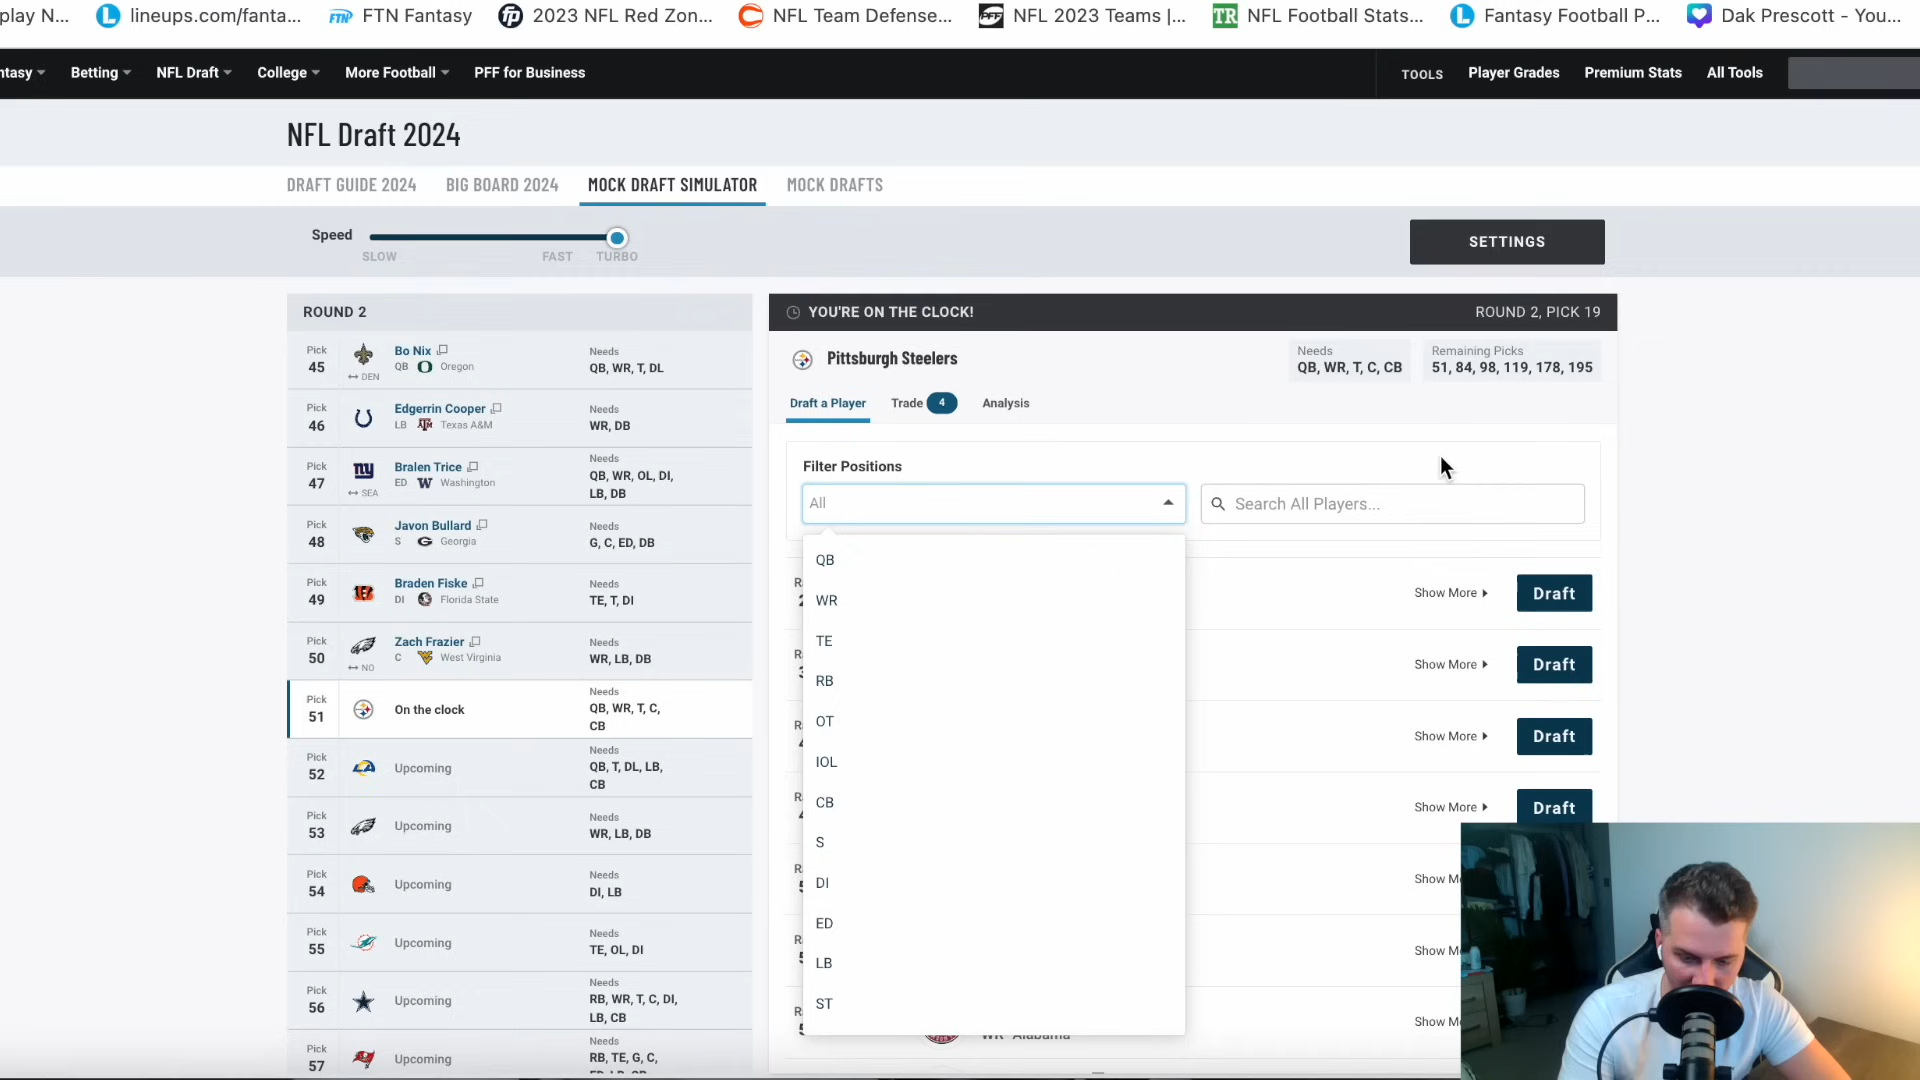 play N...
lineups.com/fanta...
FTN Fantasy
2023 NFL Red Zon...
NFL Team Defense...
NFL 2023 Teams |...
NFL Football Stats...
Fantasy Football P...
Dak Prescott - You...
ntasy
Betting
NFL Draft
College
More Football
PFF for Business
TOOLS
Player Grades
Premium Stats
All Tools
NFL Draft 2024
DRAFT GUIDE 2024
BIG BOARD 2024
MOCK DRAFT SIMULATOR
MOCK DRAFTS
Speed
SLOW
FAST
TURBO
SETTINGS
ROUND 2
Pick 45
DEN
Bo Nix
QB Oregon
Needs
QB, WR, T, DL
Pick 46
Edgerrin Cooper
LB Texas A&M
Needs
WR, DB
Pick 47
SEA
Bralen Trice
ED Washington
Needs
QB, WR, OL, DI,
LB, DB
Pick 48
Javon Bullard
S Georgia
Needs
G, C, ED, DB
Pick 49
Braden Fiske
DI Florida State
Needs
TE, T, DI
Pick 50
NO
Zach Frazier
C West Virginia
Needs
WR, LB, DB
Pick 51
On the clock
Needs
QB, WR, T, C,
CB
Pick 52
Upcoming
Needs
QB, T, DL, LB,
CB
Pick 53
Upcoming
Needs
WR, LB, DB
Pick 54
Upcoming
Needs
DI, LB
Pick 55
Upcoming
Needs
TE, OL, DI
Pick 56
Upcoming
Needs
RB, WR, T, C, DI,
LB, CB
Pick 57
Upcoming
Needs
RB, TE, G, C,
YOU'RE ON THE CLOCK!
ROUND 2, PICK 19
Pittsburgh Steelers
Needs
QB, WR, T, C, CB
Remaining Picks
51, 84, 98, 119, 178, 195
Draft a Player
Trade 4
Analysis
Filter Positions
All
Search All Players...
QB
WR
TE
RB
OT
IOL
CB
S
DI
ED
LB
ST
Show More
Draft
Show More
Draft
Show More
Draft
Show More
Draft
Show M
Show M
Show M
WR Alabama